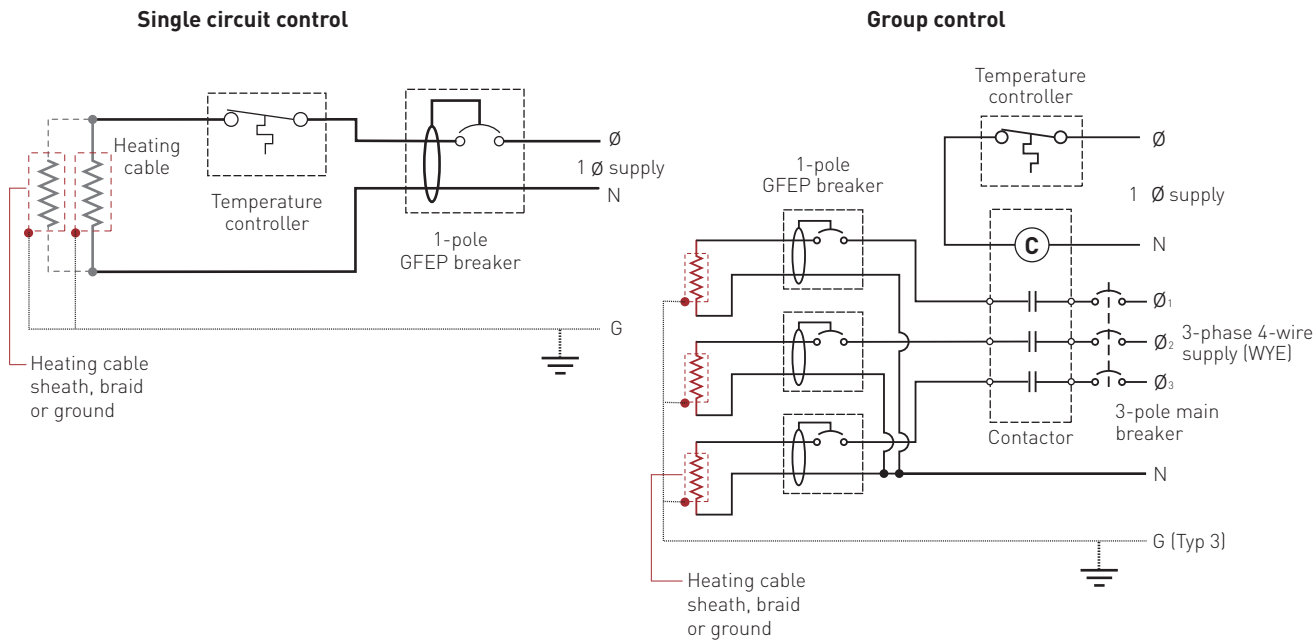 Single circuit control
Heating
cable
Temperature
controller
1-pole
GFEP breaker
Ø
1 Ø supply
N
G
Heating cable
sheath, braid
or ground
Group control
Temperature
controller
Ø
1 Ø supply
N
1-pole
GFEP breaker
C
Ø1
Ø2
3-phase 4-wire
supply (WYE)
Ø3
3-pole main
breaker
Contactor
N
G (Typ 3)
Heating cable
sheath, braid
or ground